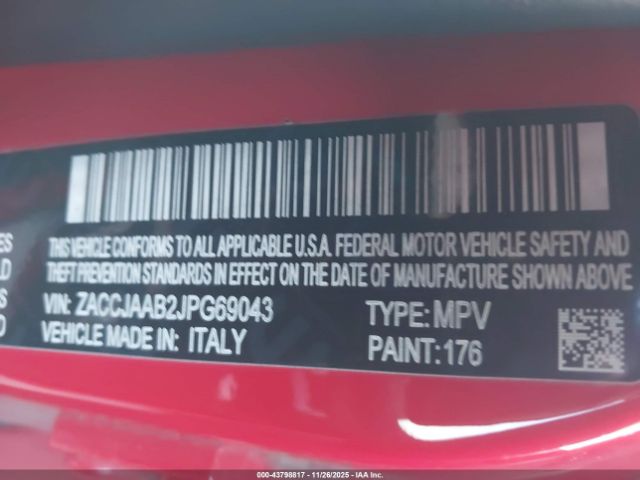 ES
THIS VEHICLE CONFORMS TO ALL APPLICABLE U.S.A. FEDERAL MOTOR VEHICLE SAFETY AND
LD
THEFT PREVENTION STANDARDS IN EFFECT ON THE DATE OF MANUFACTURE SHOWN ABOVE
S
VIN: ZACCJAAB2JPG69043
TYPE: MPV
VEHICLE MADE IN: ITALY
PAINT: 176
000-43798817 • 11/26/2025 • IAA Inc.